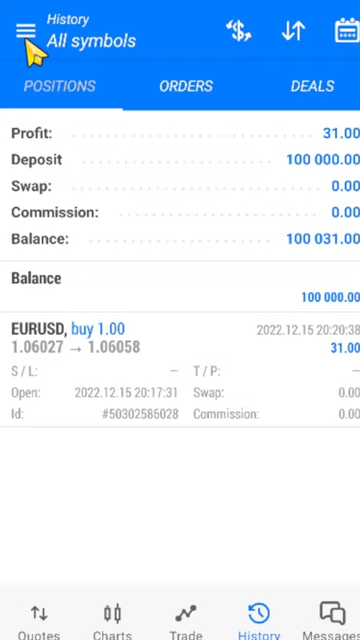 History
All symbols
POSITIONS ORDERS DEALS
Profit: 31.00
Deposit 100 000.00
Swap: 0.00
Commission: 0.00
Balance: 100 031.00
Balance
100 000.00
EURUSD, buy 1.00 2022.12.15 20:20:38
1.06027 → 1.06058 31.00
S / L: – T / P: –
Open: 2022.12.15 20:17:31 Swap: 0.00
Id: #50302586028 Commission: 0.00
Quotes Charts Trade History Messages